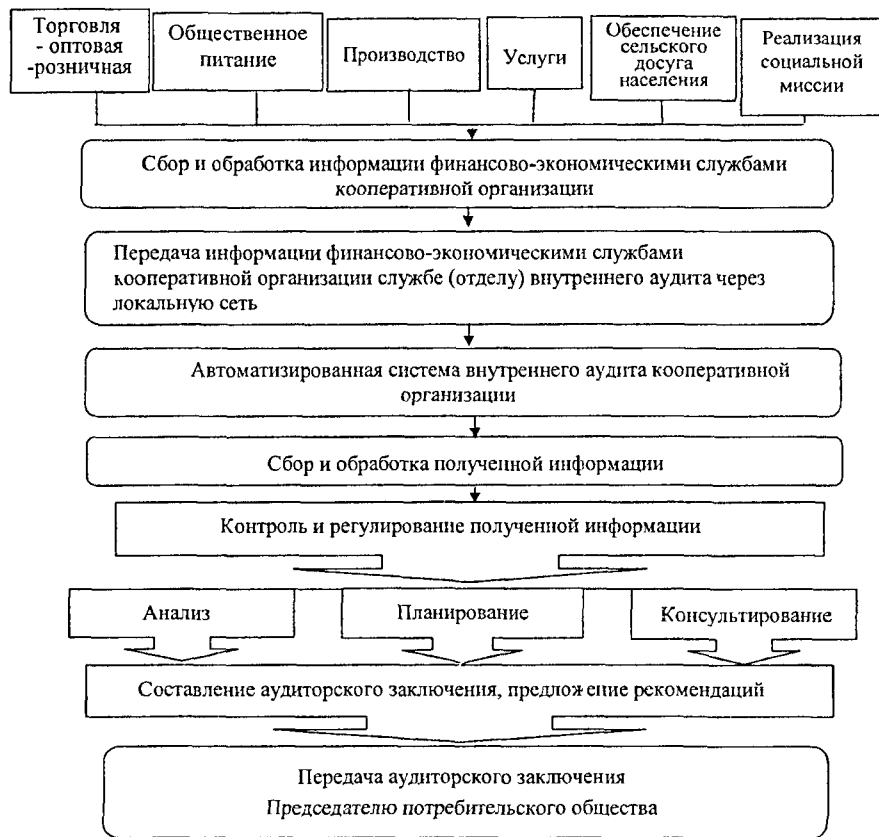 Торговля
- оптовая
-розничная
Общественное
питание
Производство
Услуги
Обеспечение
сельского
досуга
населения
Реализация
социальной
миссии
Сбор и обработка информации финансово-экономическими службами
кооперативной организации
Передача информации финансово-экономическими службами
кооперативной организации службе (отделу) внутреннего аудита через
локальную сеть
Автоматизированная система внутреннего аудита кооперативной
организации
Сбор и обработка полученной информации
Контроль и регулирование полученной информации
Анализ
Планирование
Консультирование
Составление аудиторского заключения, предложение рекомендаций
Передача аудиторского заключения
Председателю потребительского общества